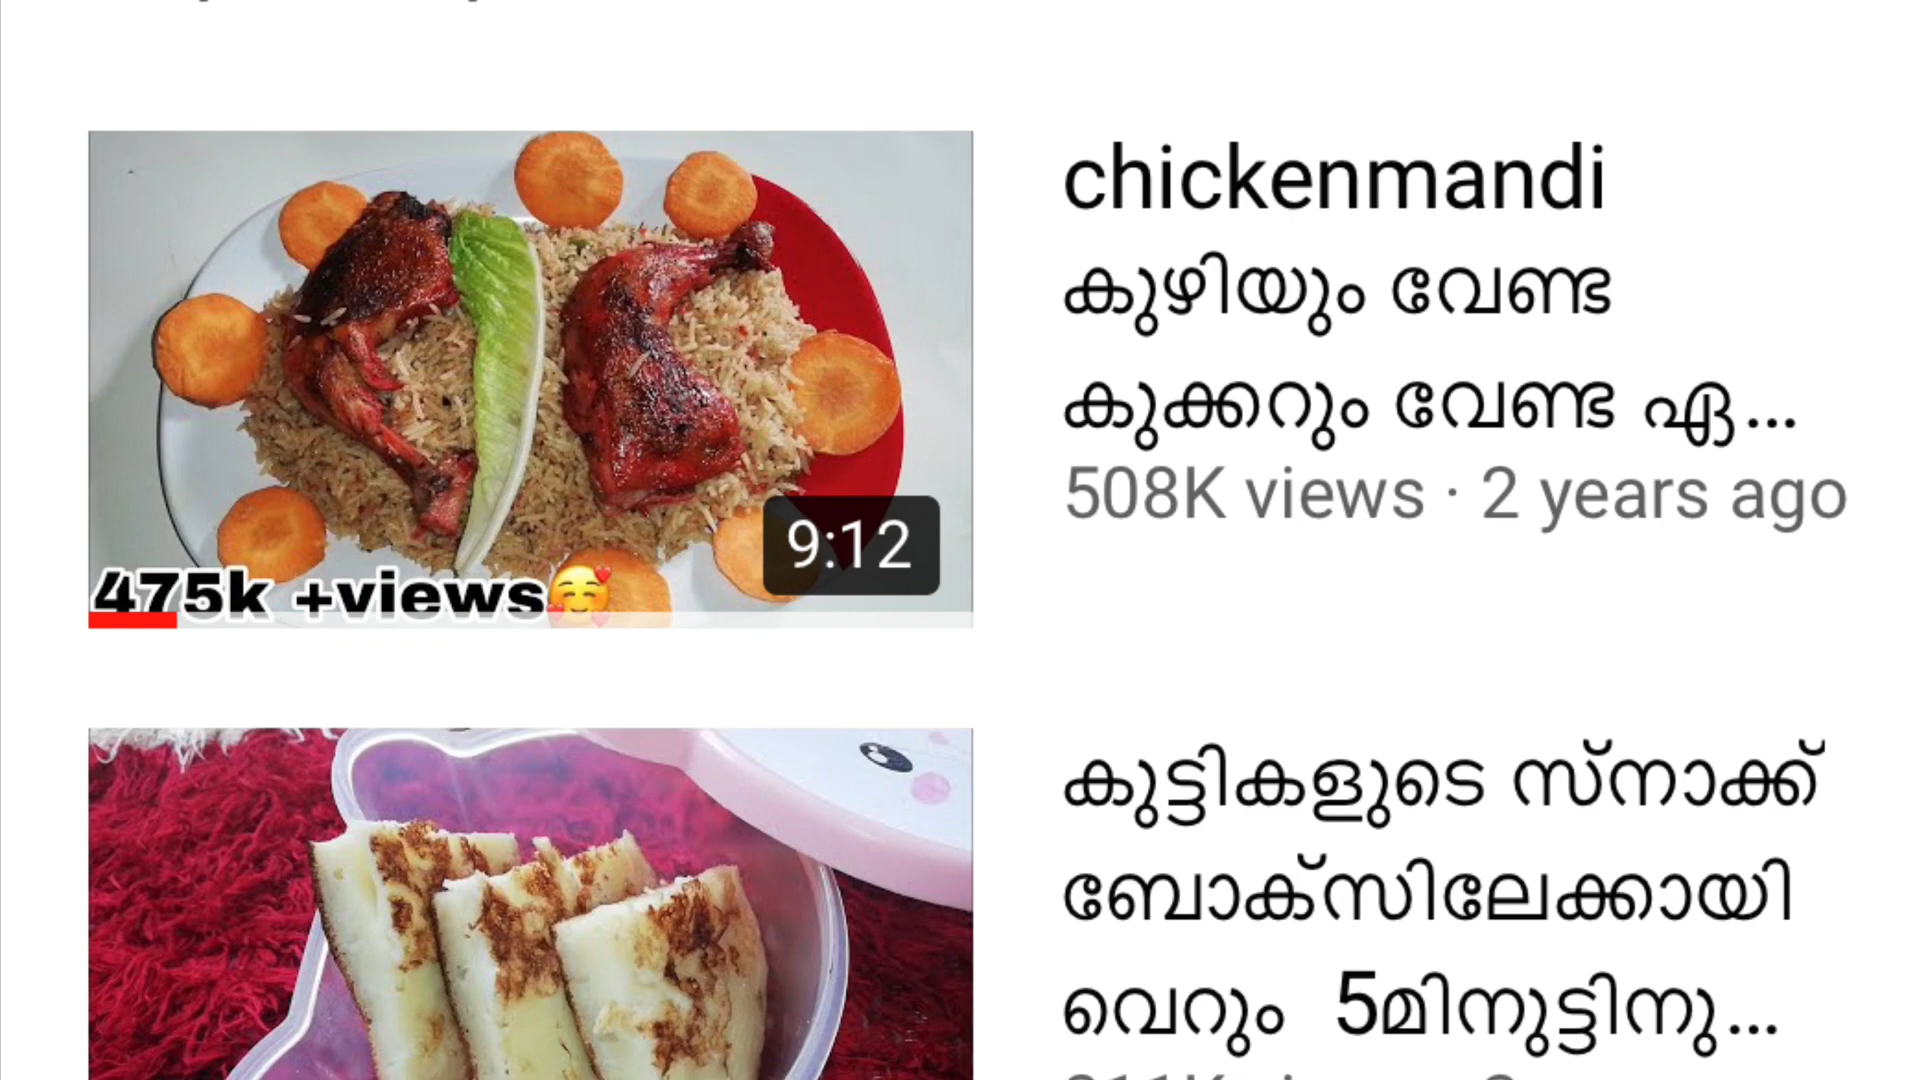 chickenmandi
കുഴിയും വേണ്ട
കുക്കറും വേണ്ട ഏ...
508K views · 2 years ago
9:12
475k +views🥰
കുട്ടികളുടെ സ്നാക്ക്
ബോക്സിലേക്കായി
വെറും 5മിനുട്ടിനു...